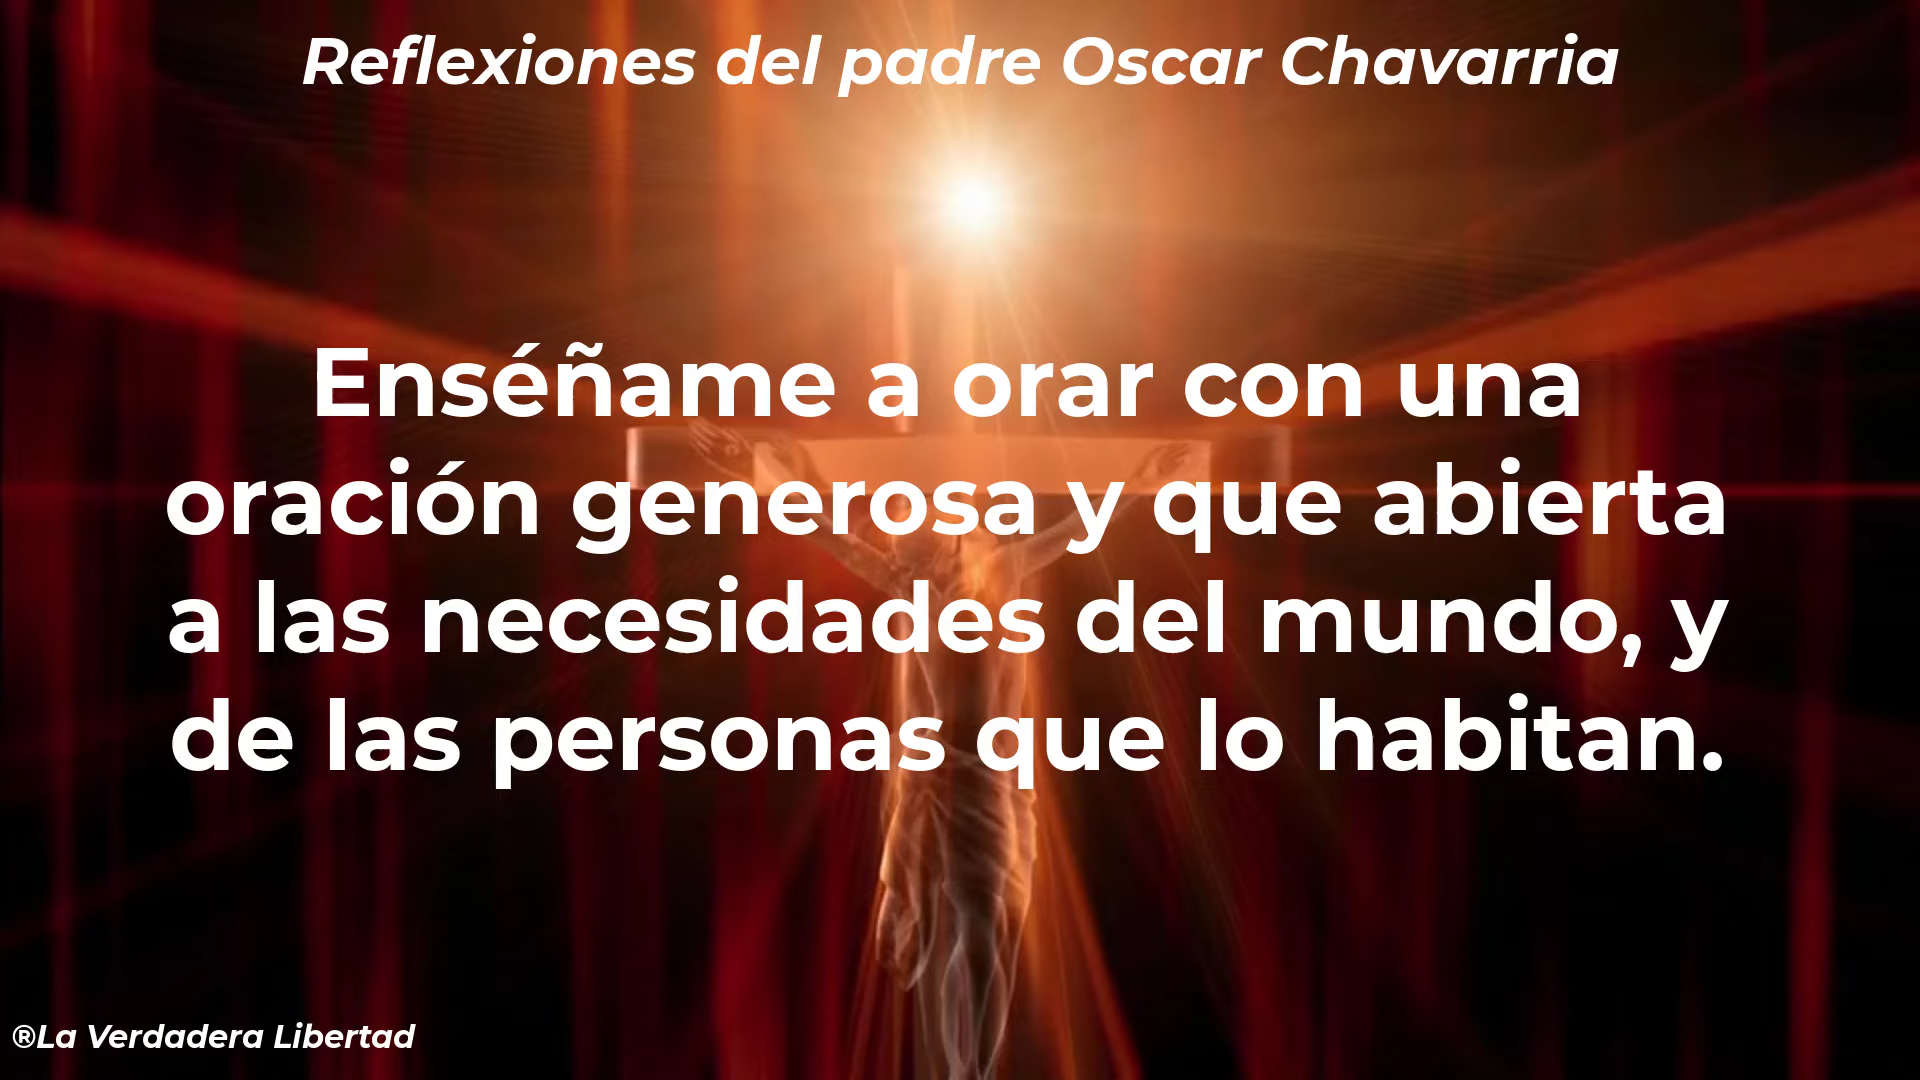 Reflexiones del padre Oscar Chavarria
Enséñame a orar con una
oración generosa y que abierta
a las necesidades del mundo, y
de las personas que lo habitan.
®La Verdadera Libertad